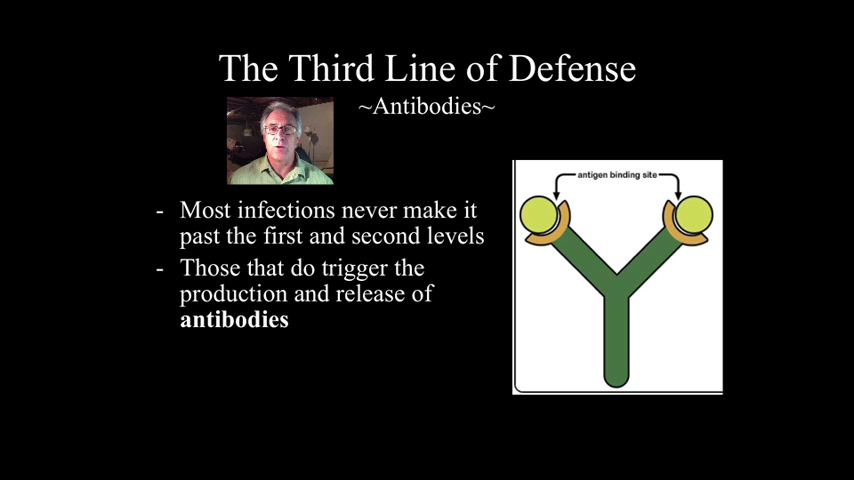 The Third Line of Defense
~Antibodies~
antigen binding site
- Most infections never make it
past the first and second levels
- Those that do trigger the
production and release of
antibodies